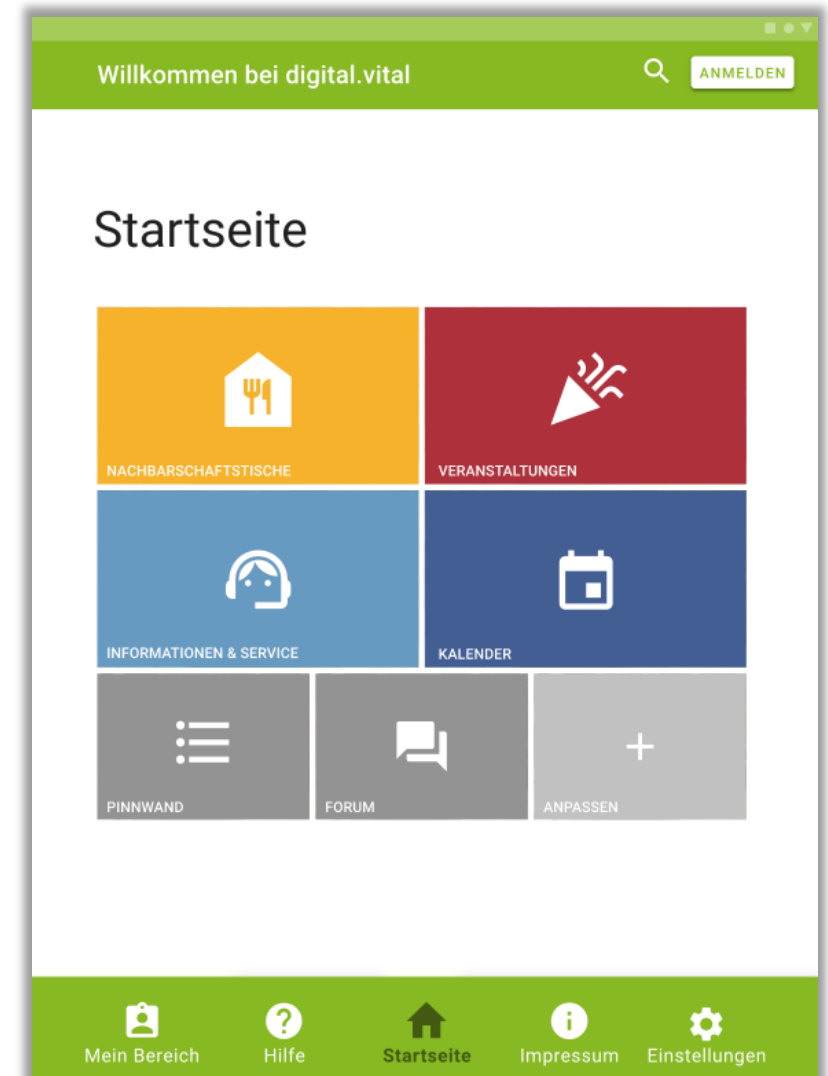 Willkommen bei digital.vital
ANMELDEN
Startseite
NACHBARSCHAFTSTISCHE
VERANSTALTUNGEN
INFORMATIONEN & SERVICE
KALENDER
PINNWAND
FORUM
ANPASSEN
Mein Bereich
Hilfe
Startseite
Impressum
Einstellungen